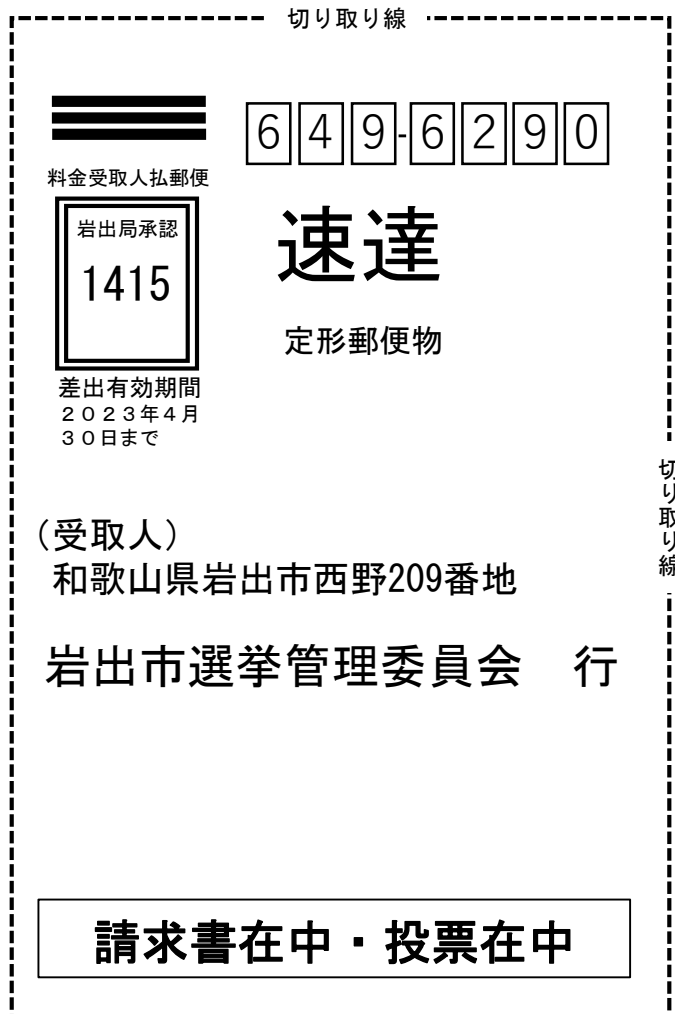 切り取り線
649-6290
料金受取人払郵便
岩出局承認
1415
速達
定形郵便物
差出有効期間
２０２３年４月
３０日まで
切り取り線
（受取人）
和歌山県岩出市西野209番地
岩出市選挙管理委員会　行
請求書在中・投票在中